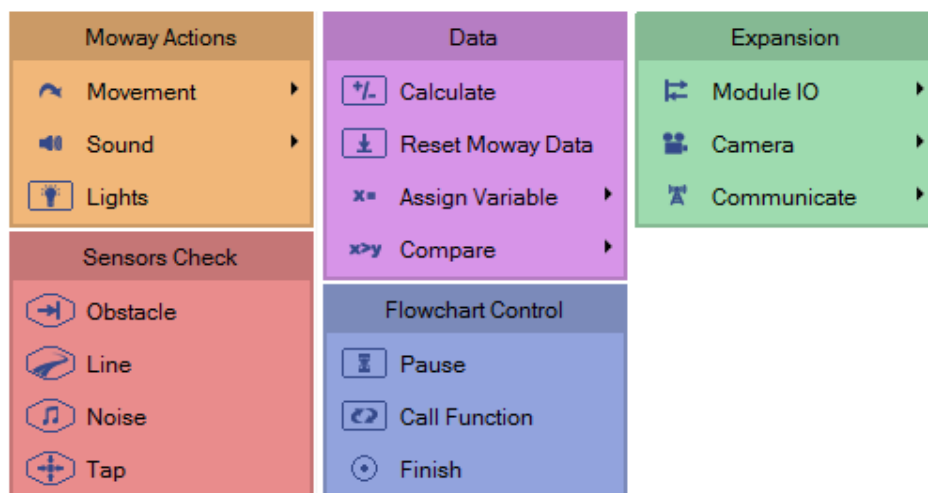 Moway Actions
Movement
Sound
Lights
Sensors Check
Obstacle
Line
Noise
Tap
Data
+/- Calculate
Reset Moway Data
x= Assign Variable
x>y Compare
Flowchart Control
Pause
Call Function
Finish
Expansion
Module IO
Camera
Communicate